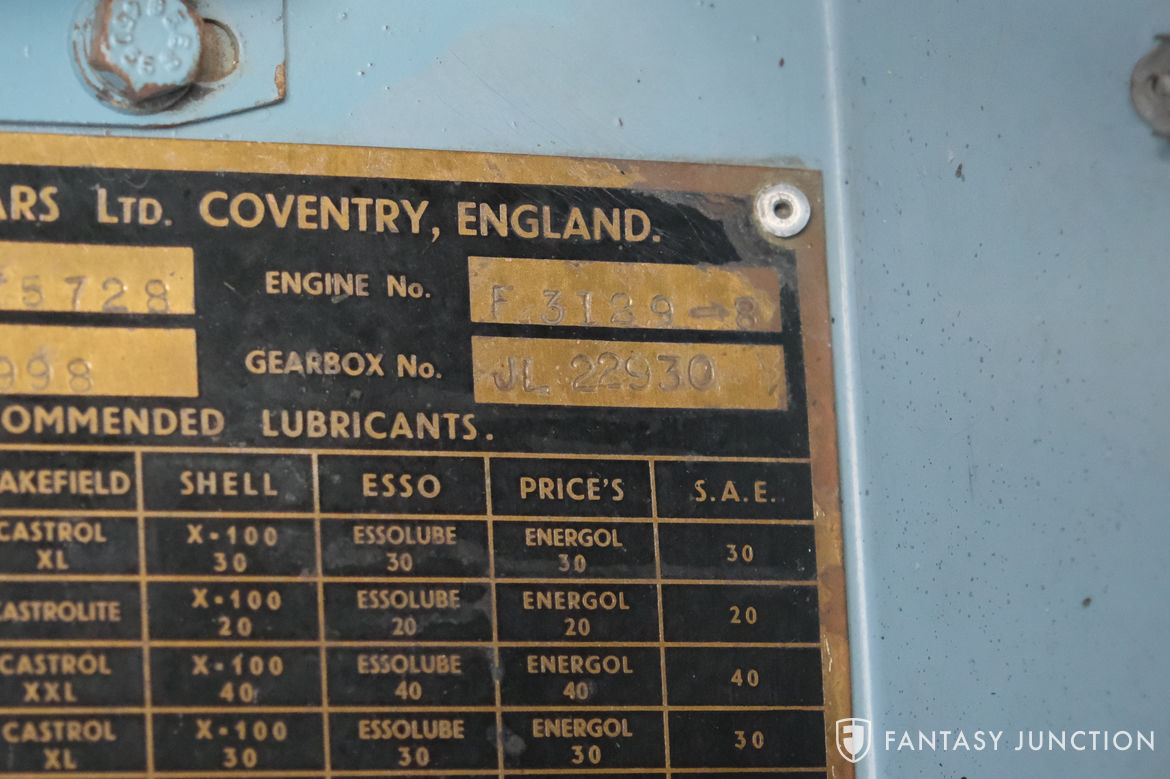 ARS LTD. COVENTRY, ENGLAND.
5728 ENGINE No. F 3129-8
998 GEARBOX No. JL 22930
OMMENDED LUBRICANTS.
AKEFIELD SHELL ESSO PRICE'S S.A.E.
CASTROL XL X-100 30 ESSOLUBE 30 ENERGOL 30 30
CASTROLITE X-100 20 ESSOLUBE 20 ENERGOL 20 20
CASTROL XXL X-100 40 ESSOLUBE 40 ENERGOL 40 40
CASTROL XL X-100 30 ESSOLUBE 30 ENERGOL 30 30
FANTASY JUNCTION